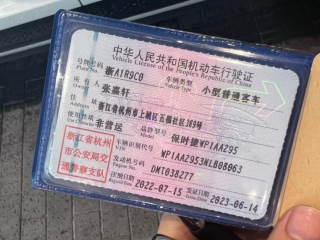 中华人民共和国机动车行驶证
Vehicle License of the People's Republic of China
号牌号码 浙A1R9C0 车辆类型 小型普通客车
Plate No. Vehicle Type
所有人 张嘉轩
Owner
住址 浙江省杭州市上城区五福社区369号
使用性质 非营运 品牌型号 保时捷WP1AA295
Model
浙江省杭州
市公安局交
通警察支队
车辆识别代号 WP1AA2953NLB08063
VIN
发动机号码 DMT038277
Engine No.
注册日期 2022-07-15 发证日期 2023-06-14
Register Date Issue Date